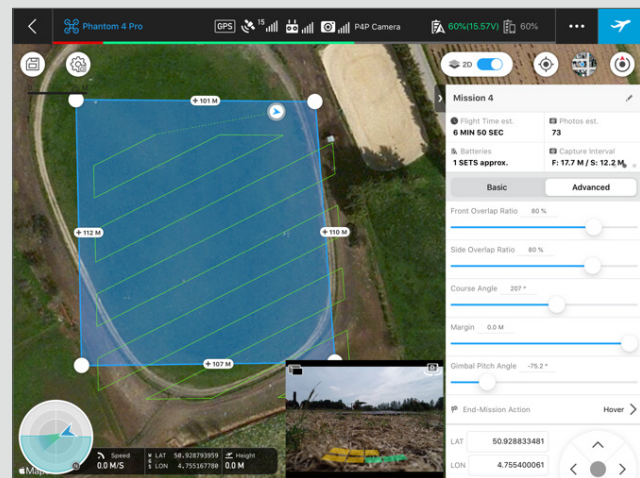 Phantom 4 Pro
GPS
15
P4P Camera
60%(15.57V)
60%
2D
+ 101 M
+ 112 M
+ 110 M
+ 107 M
Mission 4
Flight Time est.
6 MIN 50 SEC
Photos est.
73
Batteries
1 SETS approx.
Capture Interval
F: 17.7 M / S: 12.2 M
Basic
Advanced
Front Overlap Ratio 80 %
Side Overlap Ratio 80 %
Course Angle 207 °
Margin 0.0 M
Gimbal Pitch Angle -75.2 °
End-Mission Action Hover
LAT 50.928833481
LON 4.755400061
Speed
0.0 M/S
WGS
LAT 50.928793959
LON 4.755167780
Height
0.0 M
Maps